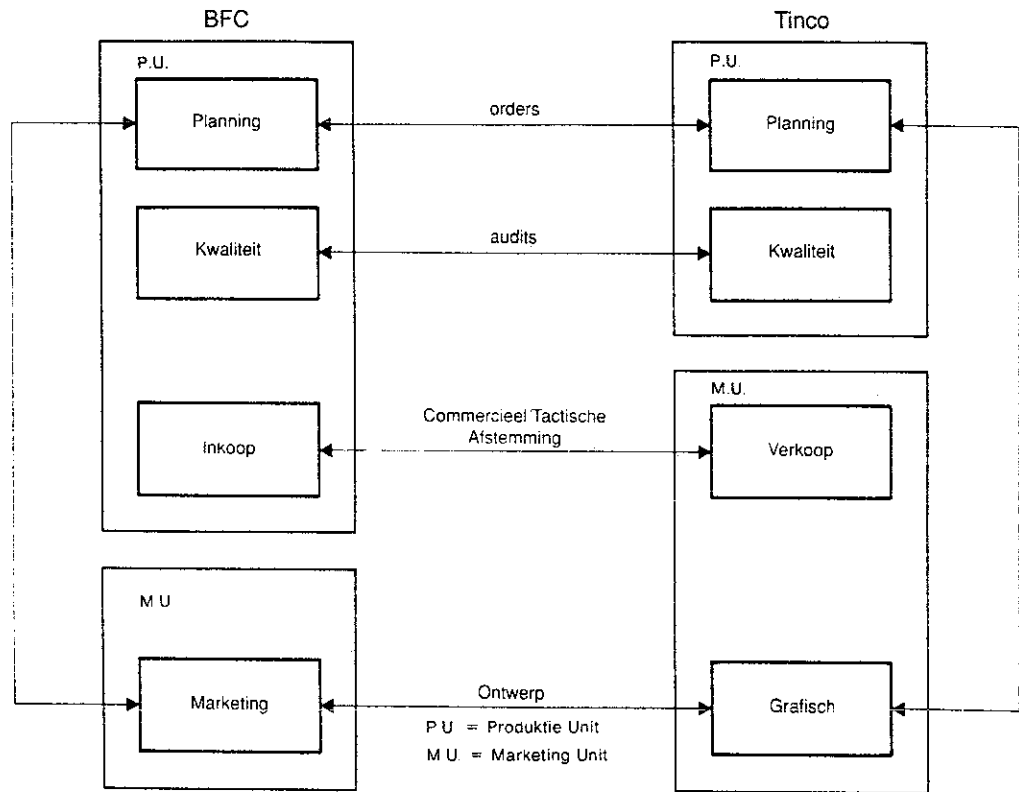 BFC
Tinco
P.U.
P.U.
Planning
orders
Planning
Kwaliteit
audits
Kwaliteit
M.U.
Inkoop
Commercieel Tactische
Afstemming
Verkoop
M U
Marketing
Ontwerp
Grafisch
P U = Produktie Unit
M U. = Marketing Unit